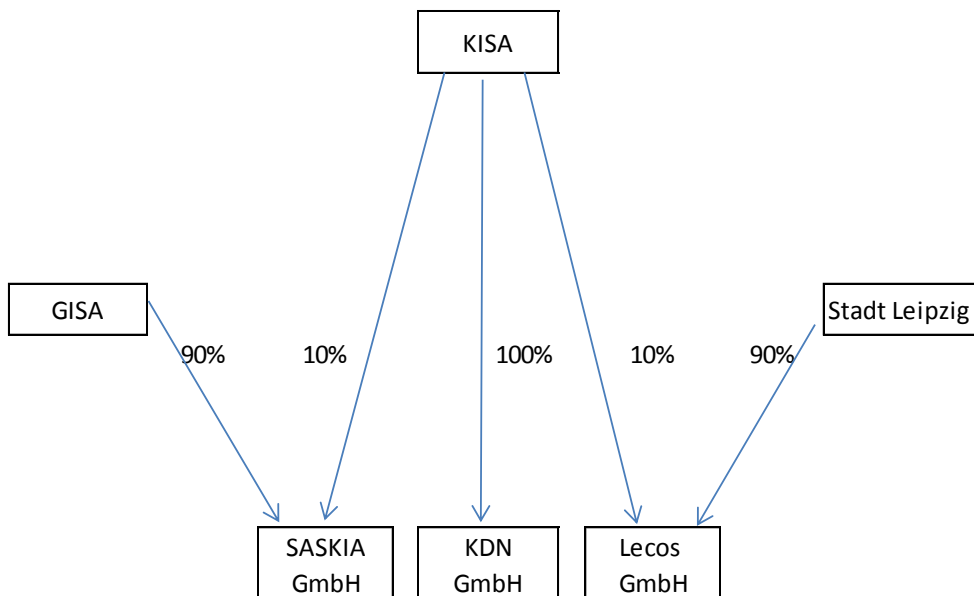 KISA
GISA
Stadt Leipzig
90%
10%
100%
10%
90%
SASKIA
GmbH
KDN
GmbH
Lecos
GmbH